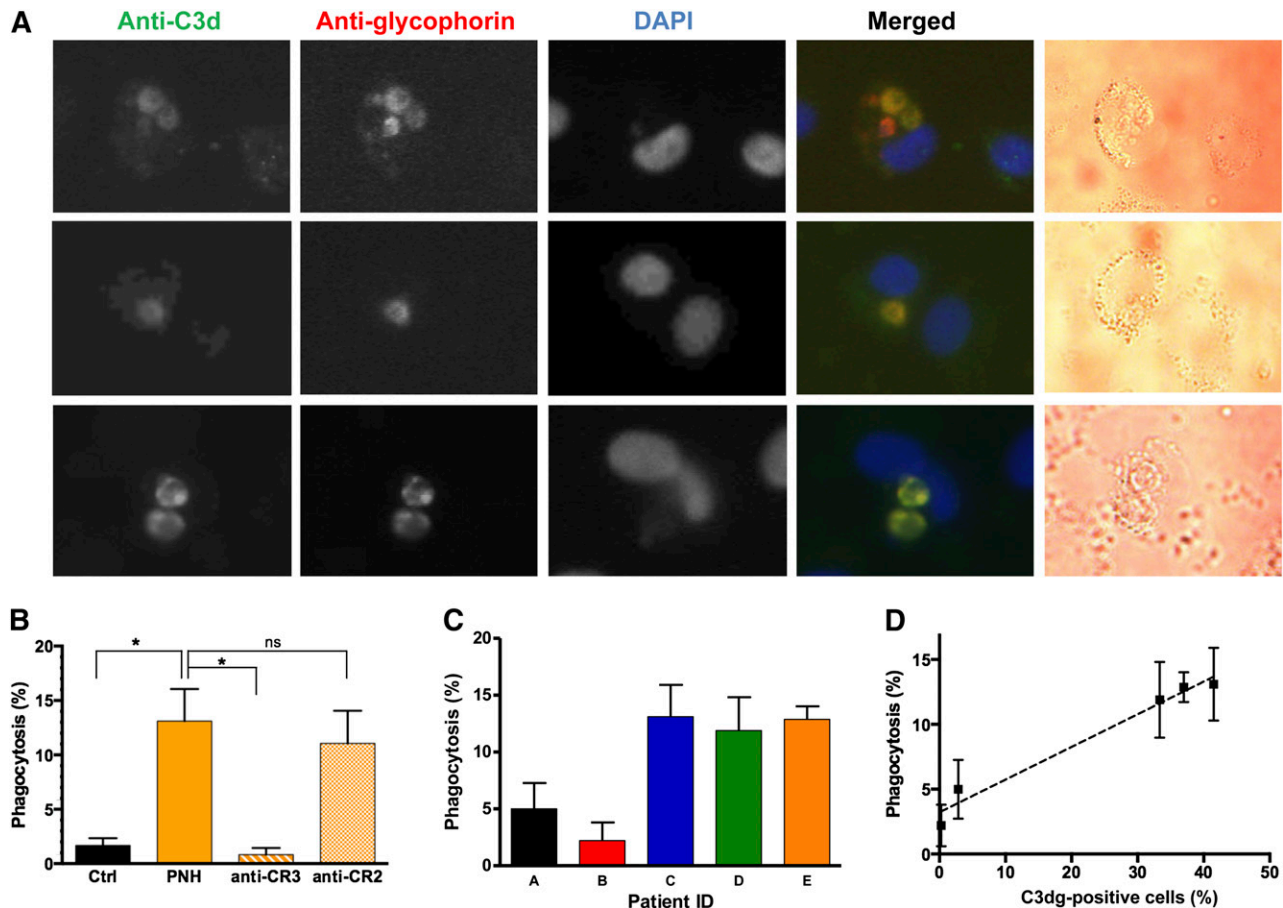 A
Anti-C3d Anti-glycophorin DAPI Merged
B
Phagocytosis (%)
20
15
10
5
0
* * ns
Ctrl PNH anti-CR3 anti-CR2
C
Phagocytosis (%)
20
15
10
5
0
A B C D E
Patient ID
D
Phagocytosis (%)
15
10
5
0
0 10 20 30 40 50
C3dg-positive cells (%)